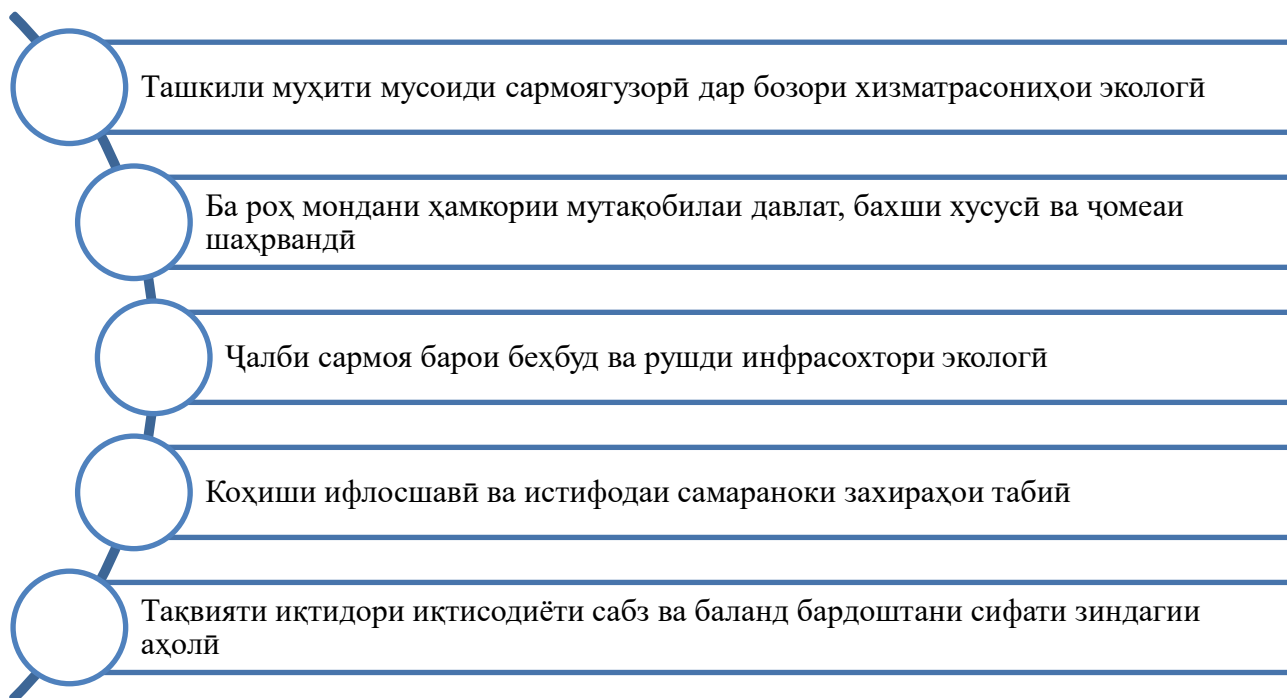 Ташкили муҳити мусоиди сармоягузорӣ дар бозори хизматрасониҳои экологӣ
Ба роҳ мондани ҳамкории мутақобилаи давлат, бахши хусусӣ ва ҷомеаи
шаҳрвандӣ
Ҷалби сармоя барои беҳбуд ва рушди инфрасохтори экологӣ
Коҳиши ифлосшавӣ ва истифодаи самараноки захираҳои табиӣ
Тақвияти иқтидори иқтисодиёти сабз ва баланд бардоштани сифати зиндагии
аҳолӣ